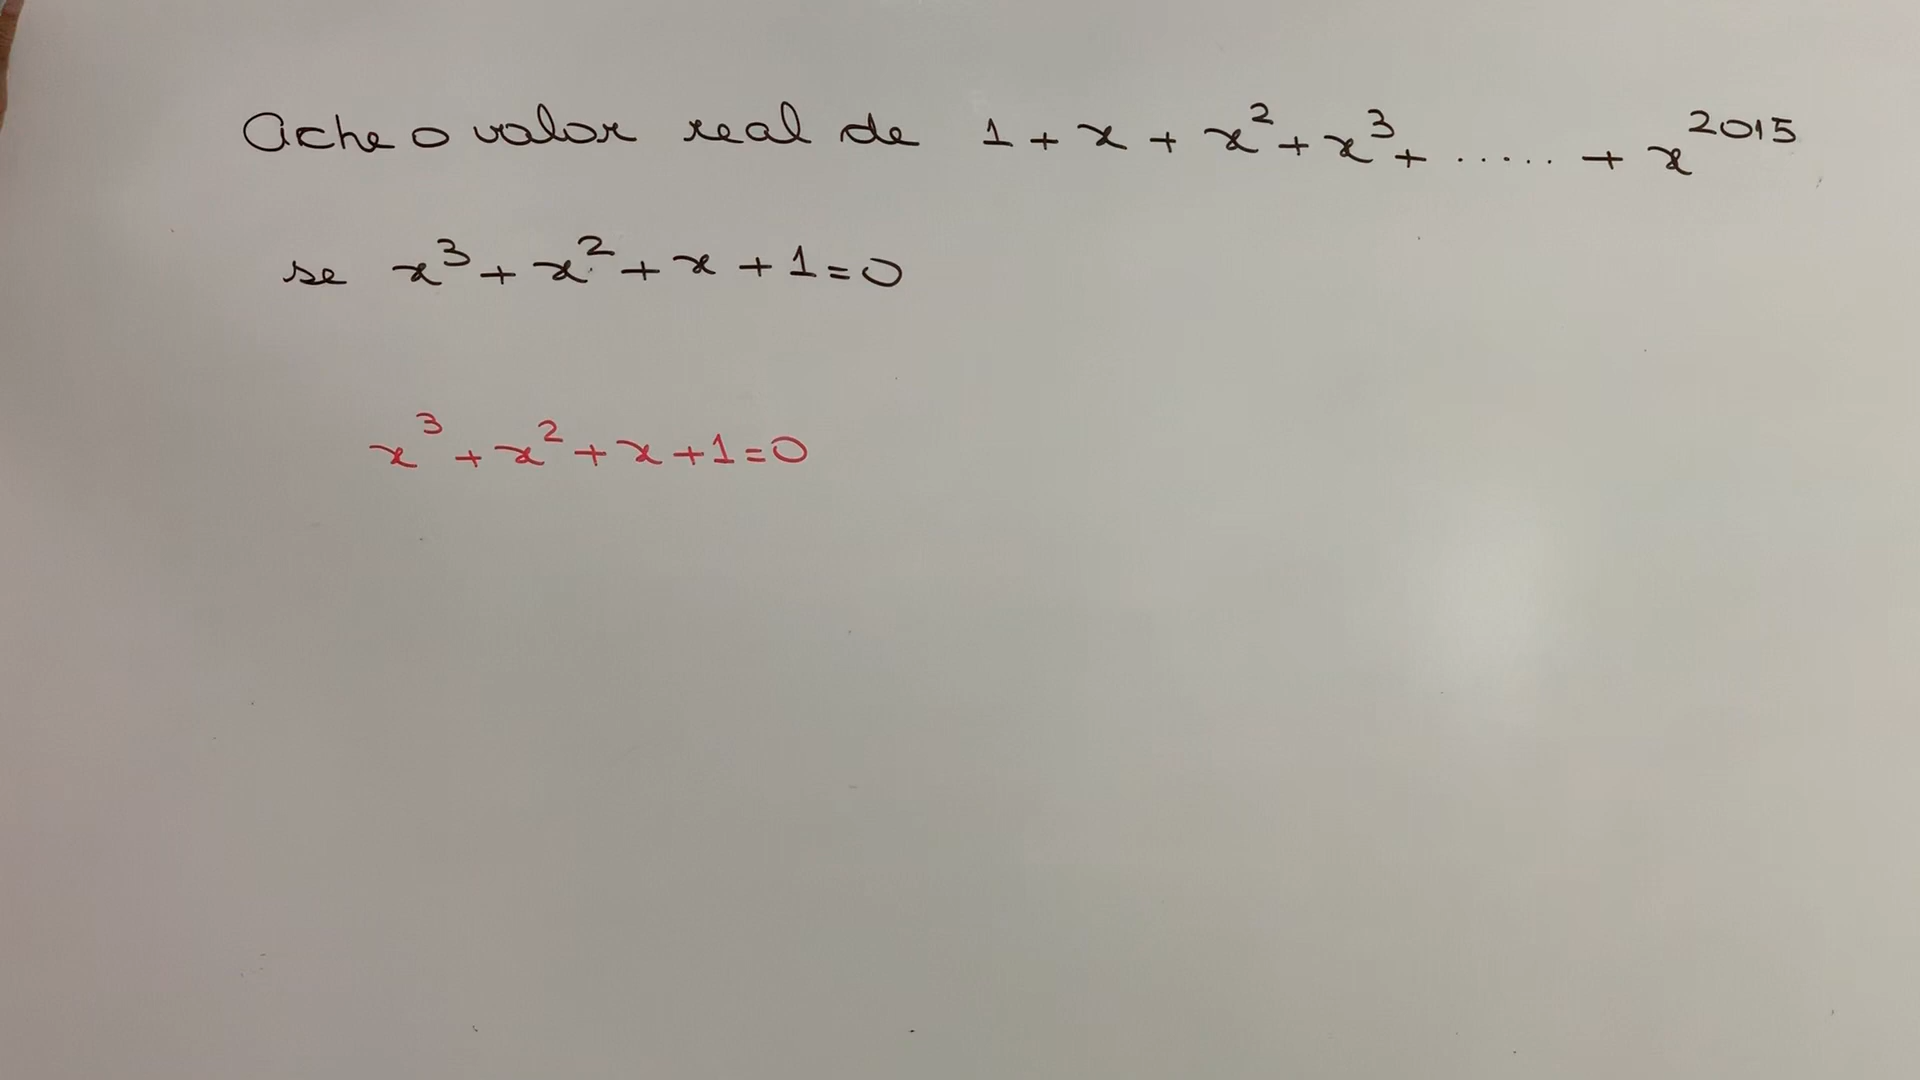 Ache o valor real de 1 + x + x² + x³ + ..... + x²⁰¹⁵
se x³ + x² + x + 1 = 0
x³ + x² + x + 1 = 0